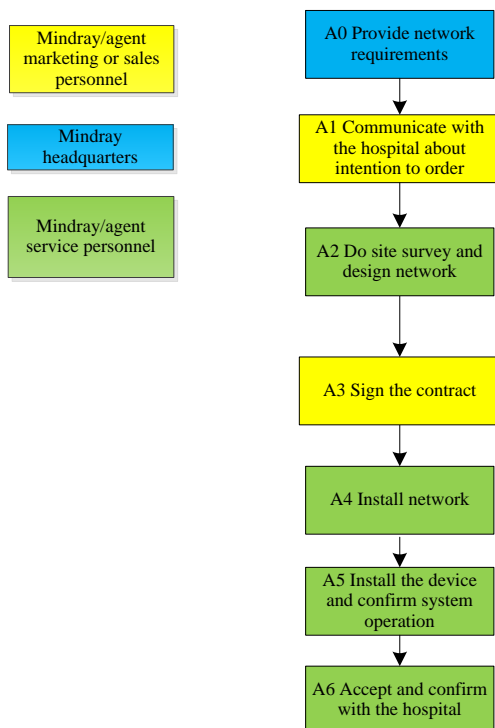 Mindray/agent
marketing or sales
personnel
Mindray
headquarters
Mindray/agent
service personnel
A0 Provide network
requirements
A1 Communicate with
the hospital about
intention to order
A2 Do site survey and
design network
A3 Sign the contract
A4 Install network
A5 Install the device
and confirm system
operation
A6 Accept and confirm
with the hospital